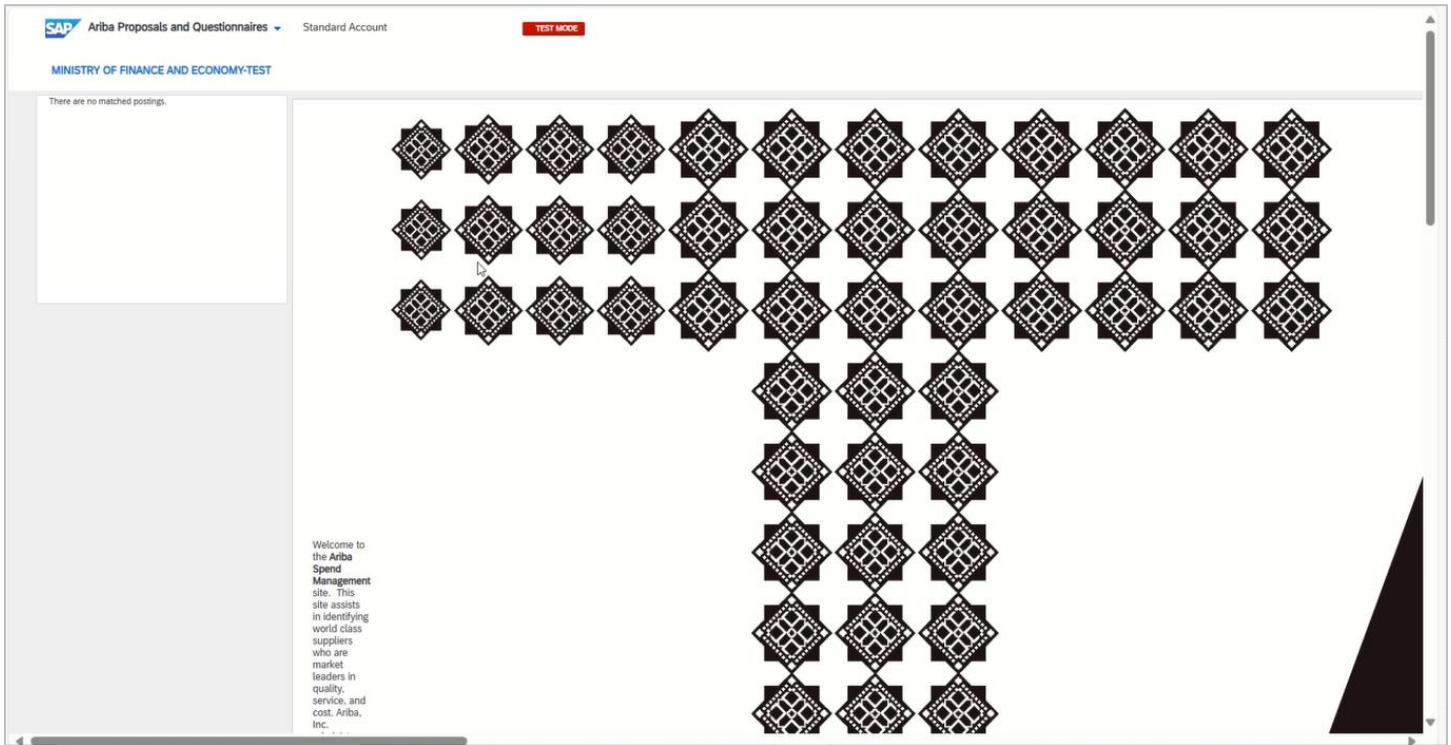 SAP Ariba Proposals and Questionnaires Standard Account TEST MODE
MINISTRY OF FINANCE AND ECONOMY-TEST
There are no matched postings.
Welcome to
the Ariba
Spend
Management
site. This
site assists
in identifying
world class
suppliers
who are
market
leaders in
quality,
service, and
cost. Ariba,
Inc.